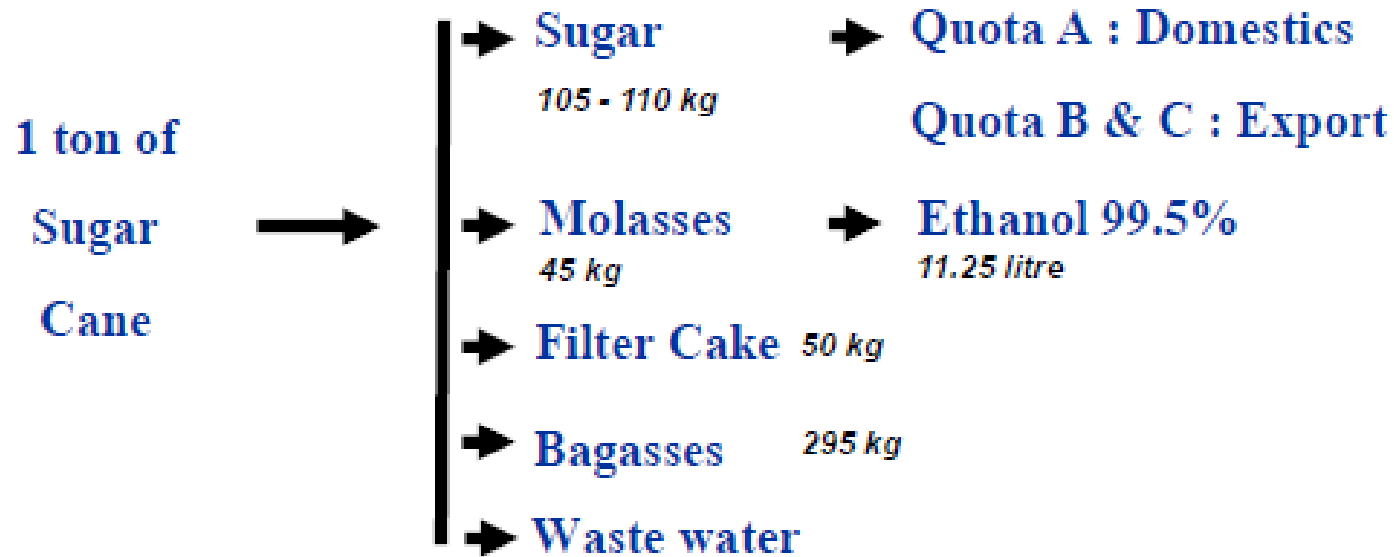 1 ton of
Sugar
Cane
Sugar
105 - 110 kg
Quota A : Domestics
Quota B & C : Export
Molasses
45 kg
Ethanol 99.5%
11.25 litre
Filter Cake 50 kg
Bagasses 295 kg
Waste water